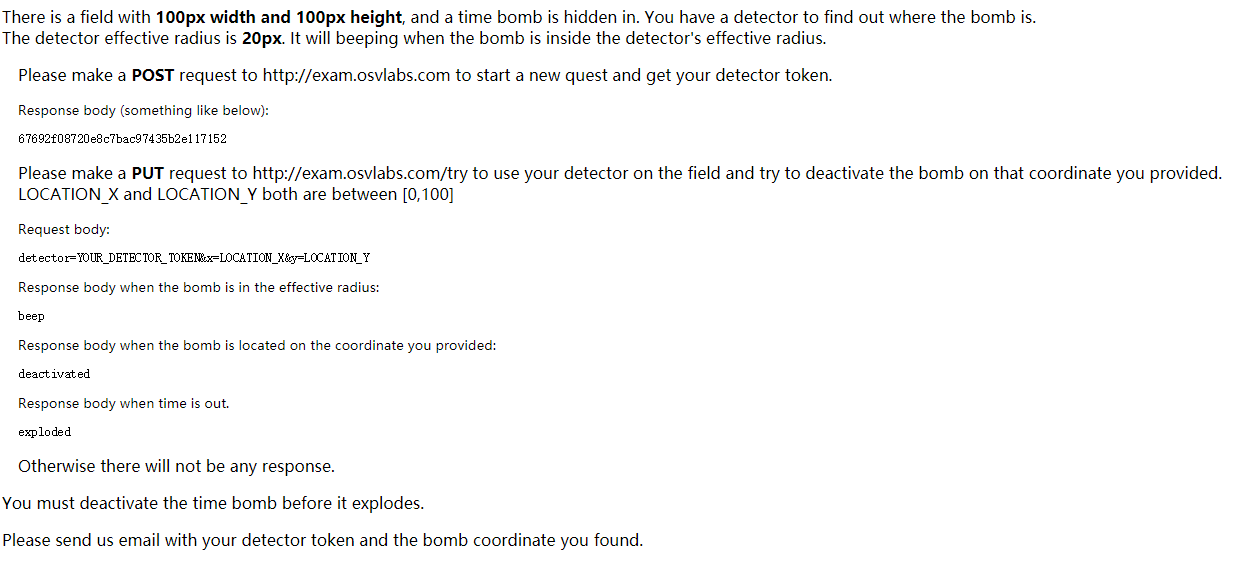 There is a field with 100px width and 100px height, and a time bomb is hidden in. You have a detector to find out where the bomb is.
The detector effective radius is 20px. It will beeping when the bomb is inside the detector's effective radius.
Please make a POST request to http://exam.osvlabs.com to start a new quest and get your detector token.
Response body (something like below):
67692f08720e8c7bac97435b2e117152
Please make a PUT request to http://exam.osvlabs.com/try to use your detector on the field and try to deactivate the bomb on that coordinate you provided.
LOCATION_X and LOCATION_Y both are between [0,100]
Request body:
detector=YOUR_DETECTOR_TOKEN&x=LOCATION_X&y=LOCATION_Y
Response body when the bomb is in the effective radius:
beep
Response body when the bomb is located on the coordinate you provided:
deactivated
Response body when time is out.
exploded
Otherwise there will not be any response.
You must deactivate the time bomb before it explodes.
Please send us email with your detector token and the bomb coordinate you found.